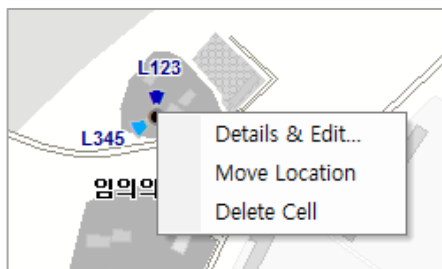 L123
L345
임의의
Details & Edit...
Move Location
Delete Cell